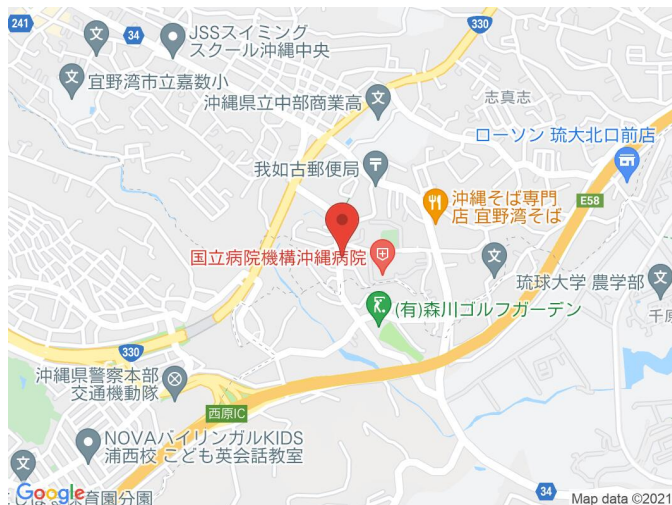 241
34
JSSスイミング
スクール沖縄中央
330
宜野湾市立嘉数小
沖縄県立中部商業高
志真志
ローソン 琉大北口前店
我如古郵便局
沖縄そば専門
店 宜野湾そば
E58
国立病院機構沖縄病院
琉球大学 農学部
千原
(有)森川ゴルフガーデン
330
沖縄県警察本部
交通機動隊
西原IC
NOVAバイリンガルKIDS
浦西校 こども英会話教室
保育園分園
Google
34
Map data ©2021